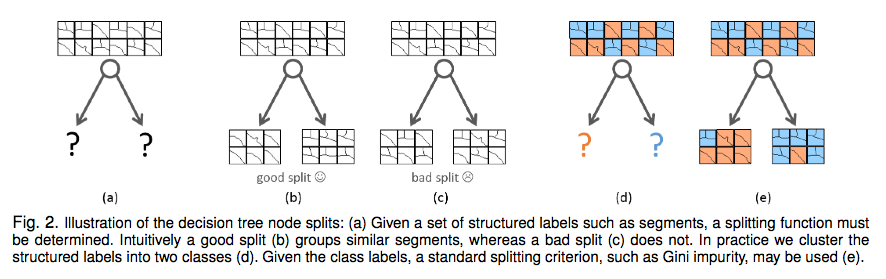 ? ?
good split ☺
bad split ☹
? ?
(a) (b) (c) (d) (e)
Fig. 2. Illustration of the decision tree node splits: (a) Given a set of structured labels such as segments, a splitting function must
be determined. Intuitively a good split (b) groups similar segments, whereas a bad split (c) does not. In practice we cluster the
structured labels into two classes (d). Given the class labels, a standard splitting criterion, such as Gini impurity, may be used (e).